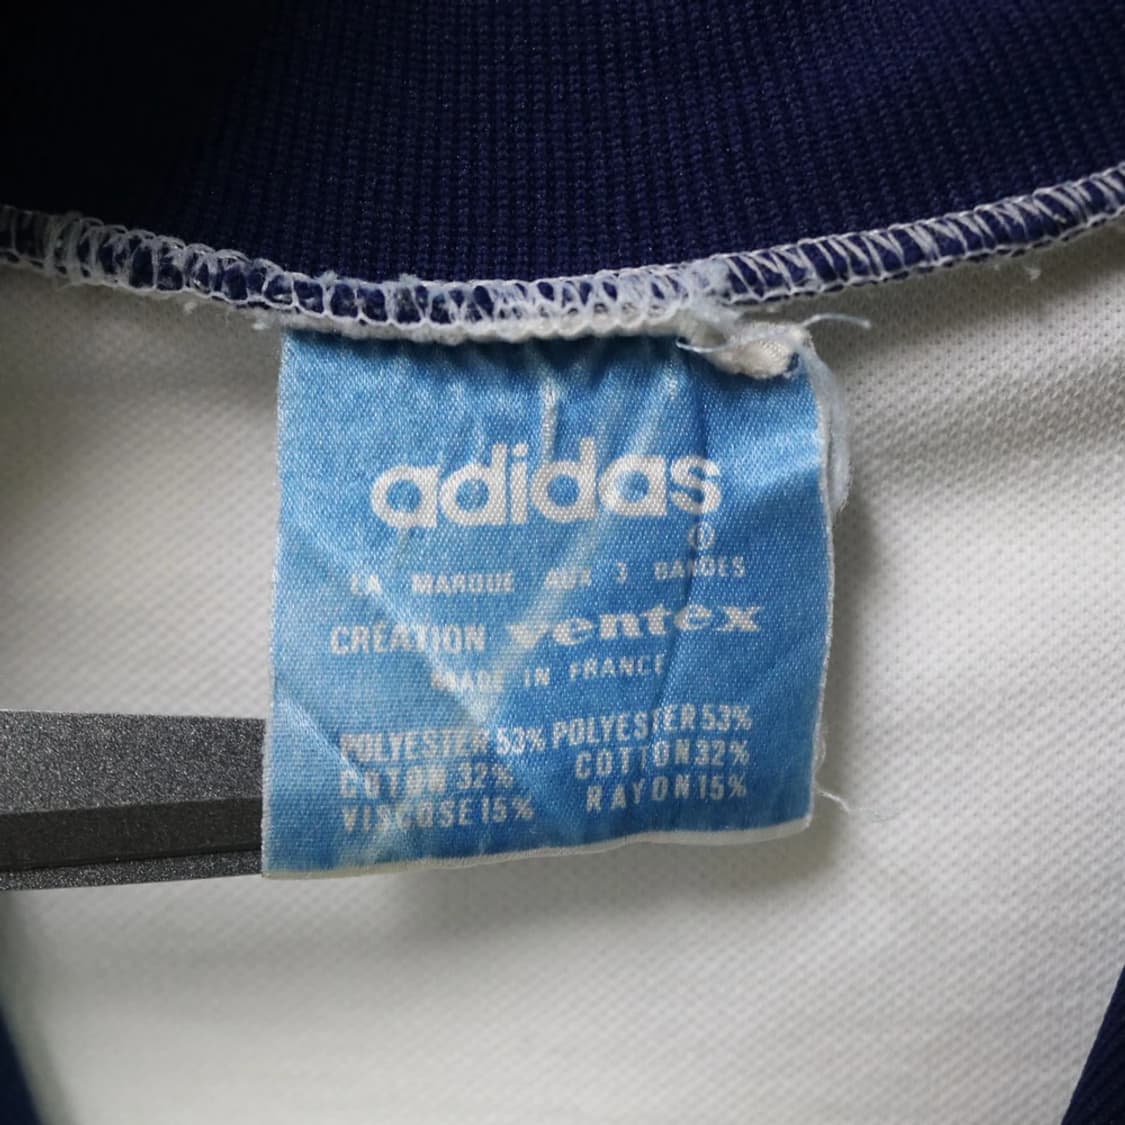 adidas
®
LA MARQUE AUX 3 BANDES
CRÉATION ventex
MADE IN FRANCE
POLYESTER 53% POLYESTER 53%
COTON 32% COTTON 32%
VISCOSE 15% RAYON 15%